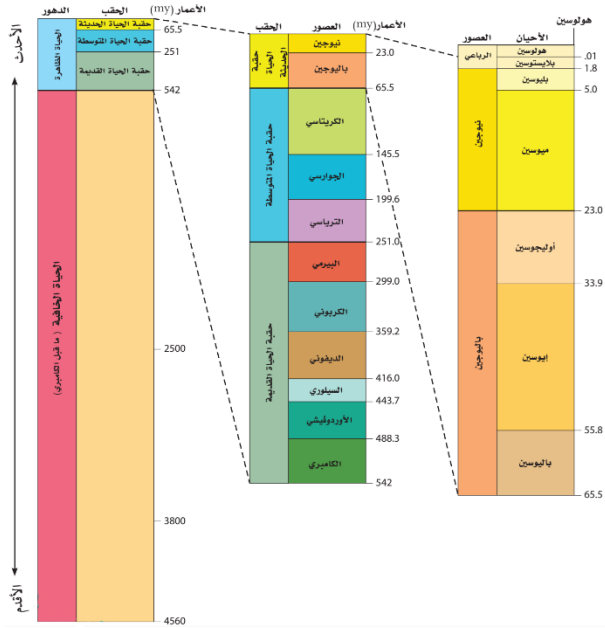 الأعمار (my) الحقب الدهور
الأحدث
الأقدم
حقبة الحياة الحديثة
65.5
حقبة الحياة المتوسطة
251
حقبة الحياة القديمة
542
الحياة الظاهرة
الحياة الخافية ( ما قبل الكامبري)
2500
3800
4560
الأعمار(my) العصور الحقب
نيوجين
23.0
باليوجين
65.5
حقبة الحياة الحديثة
الكريتاسي
145.5
الجوارسي
199.6
الترياسي
251.0
حقبة الحياة المتوسطة
البيرمي
299.0
الكربوني
359.2
الديفوني
416.0
السيلوري
443.7
الأوردوفيشي
488.3
الكامبري
542
حقبة الحياة القديمة
هولوسين
الأحيان العصور
هولوسين
.01
بلايستوسين
1.8
الرباعي
بليوسين
5.0
ميوسين
23.0
نيوجين
أوليجوسين
33.9
إيوسين
55.8
باليوسين
65.5
باليوجين